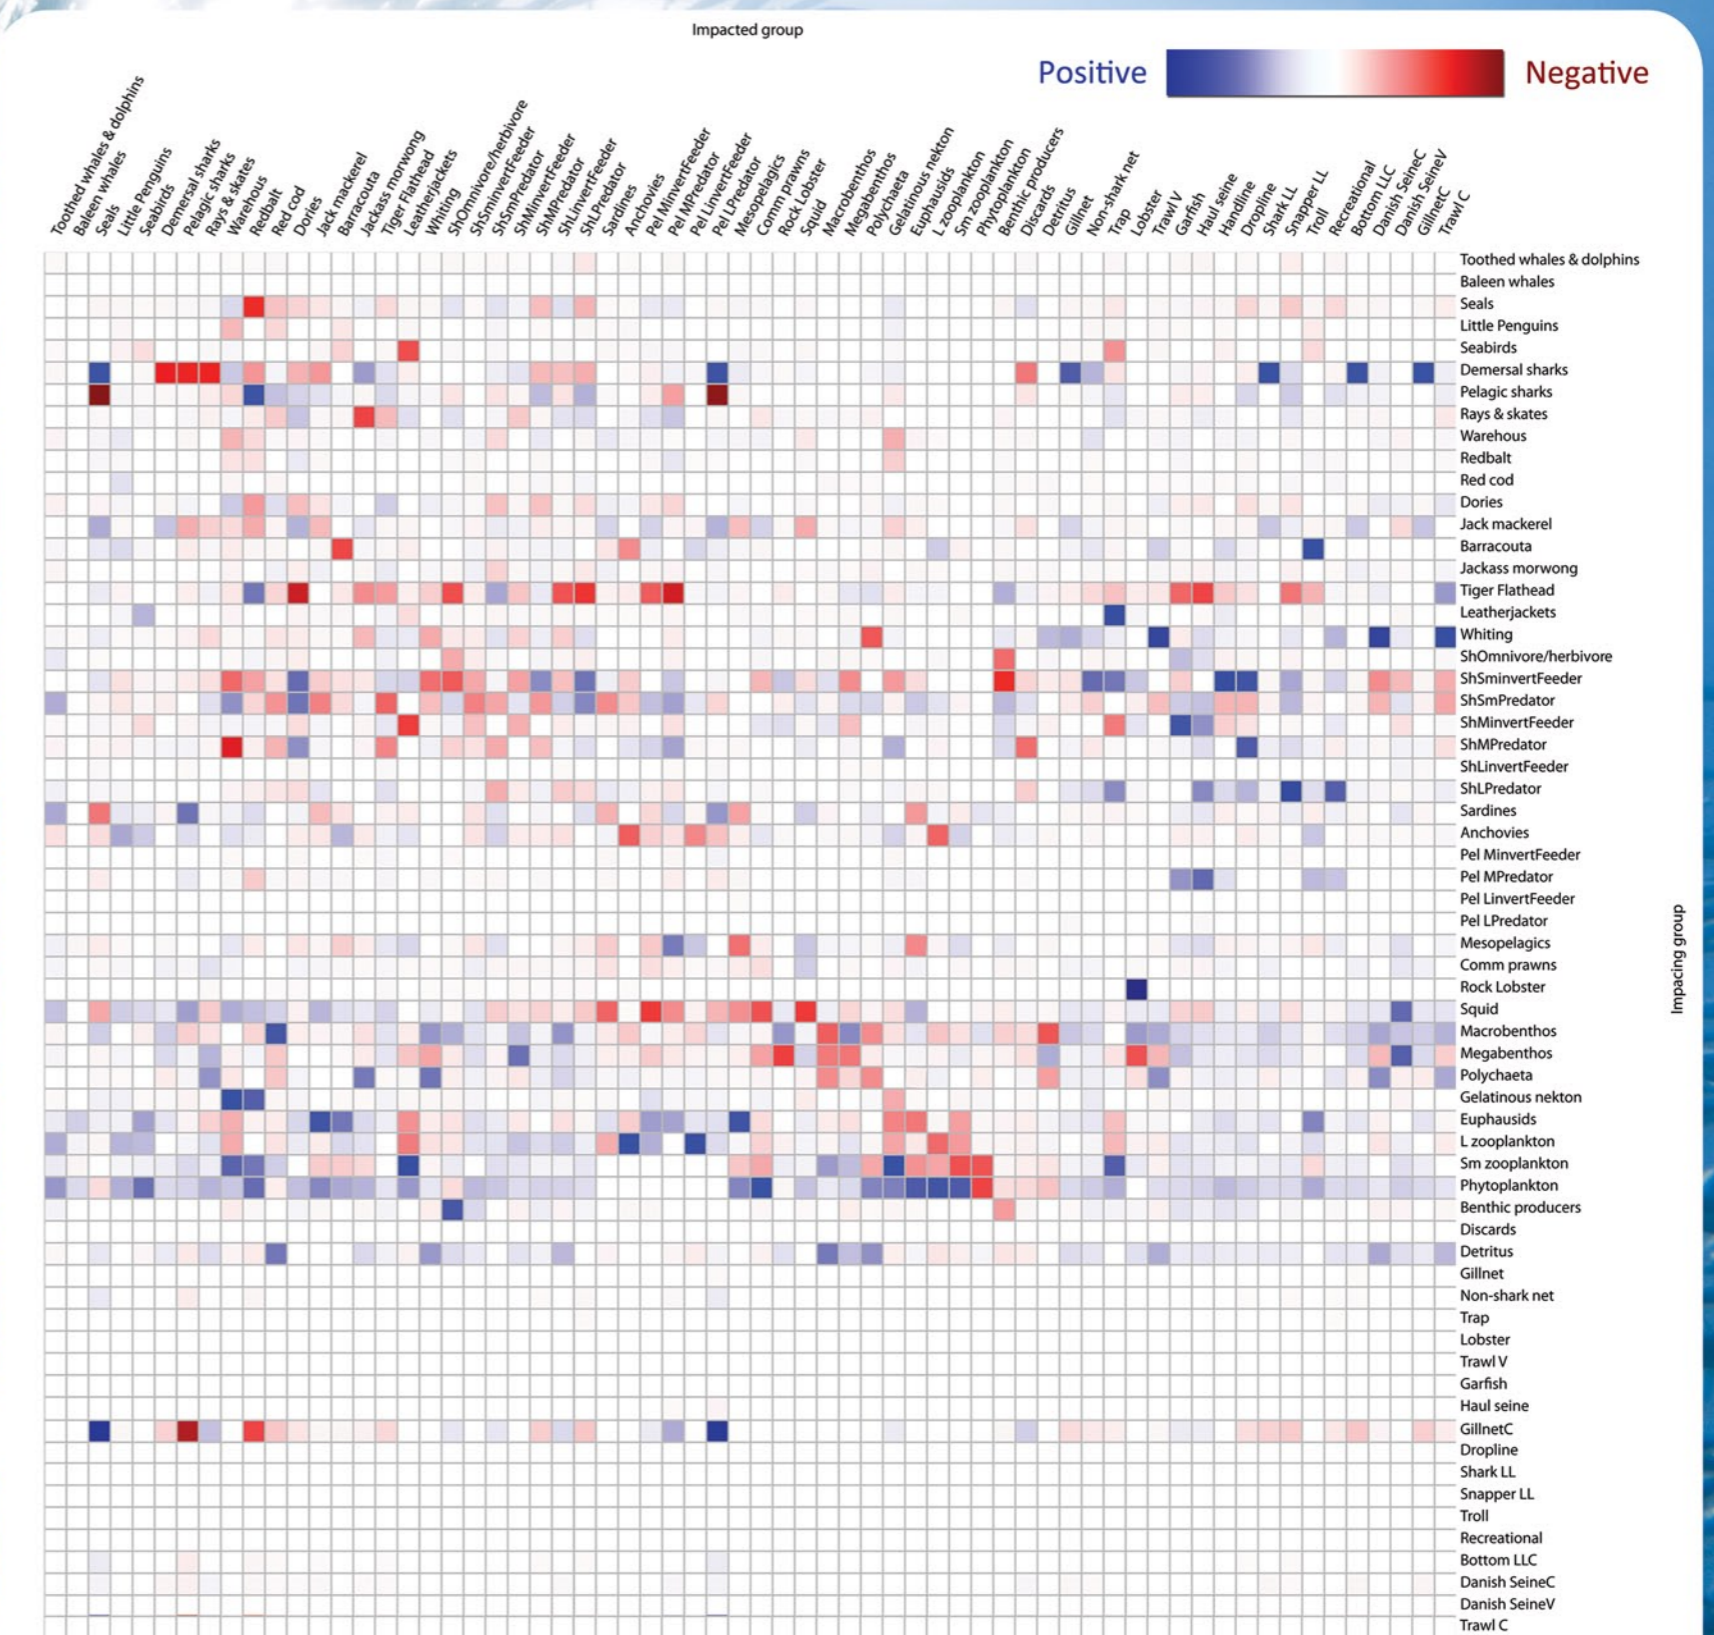 Impacted group
Positive
Negative
Toothed whales & dolphins
Baleen whales
Seals
Little Penguins
Seabirds
Demersal sharks
Pelagic sharks
Rays & skates
Warehous
Redbalt
Red cod
Dories
Jack mackerel
Barracouta
Jackass morwong
Tiger Flathead
Leatherjackets
Whiting
ShOmnivore/herbivore
ShSminvertFeeder
ShSmPredator
ShMinvertFeeder
ShMPredator
ShLinvertFeeder
ShLPredator
Sardines
Anchovies
Pel MinvertFeeder
Pel MPredator
Pel LinvertFeeder
Pel LPredator
Mesopelagics
Comm prawns
Rock Lobster
Squid
Macrobenthos
Megabenthos
Polychaeta
Gelatinous nekton
Euphausids
L zooplankton
Sm zooplankton
Phytoplankton
Benthic producers
Discards
Detritus
Gillnet
Non-shark net
Trap
Lobster
Trawl V
Garfish
Haul seine
Handline
Dropline
Shark LL
Snapper LL
Troll
Recreational
Bottom LLC
Danish SeineC
Danish SeineV
GillnetC
Trawl C
Toothed whales & dolphins
Baleen whales
Seals
Little Penguins
Seabirds
Demersal sharks
Pelagic sharks
Rays & skates
Warehous
Redbalt
Red cod
Dories
Jack mackerel
Barracouta
Jackass morwong
Tiger Flathead
Leatherjackets
Whiting
ShOmnivore/herbivore
ShSminvertFeeder
ShSmPredator
ShMinvertFeeder
ShMPredator
ShLinvertFeeder
ShLPredator
Sardines
Anchovies
Pel MinvertFeeder
Pel MPredator
Pel LinvertFeeder
Pel LPredator
Mesopelagics
Comm prawns
Rock Lobster
Squid
Macrobenthos
Megabenthos
Polychaeta
Gelatinous nekton
Euphausids
L zooplankton
Sm zooplankton
Phytoplankton
Benthic producers
Discards
Detritus
Gillnet
Non-shark net
Trap
Lobster
Trawl V
Garfish
Haul seine
GillnetC
Dropline
Shark LL
Snapper LL
Troll
Recreational
Bottom LLC
Danish SeineC
Danish SeineV
Trawl C
Impacing group